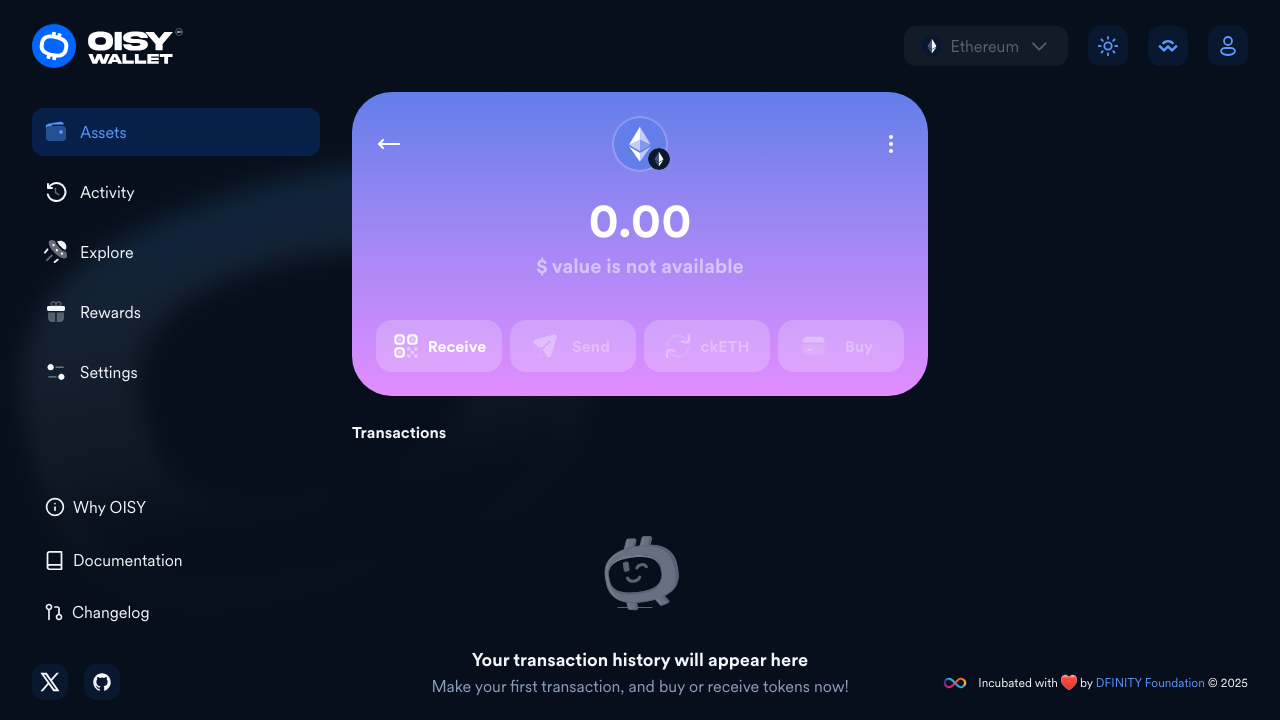 OISY
WALLET
Ethereum
Assets
Activity
Explore
Rewards
Settings
Why OISY
Documentation
Changelog
0.00
$ value is not available
Receive
Send
ckETH
Buy
Transactions
Your transaction history will appear here
Make your first transaction, and buy or receive tokens now!
Incubated with ❤️ by DFINITY Foundation © 2025